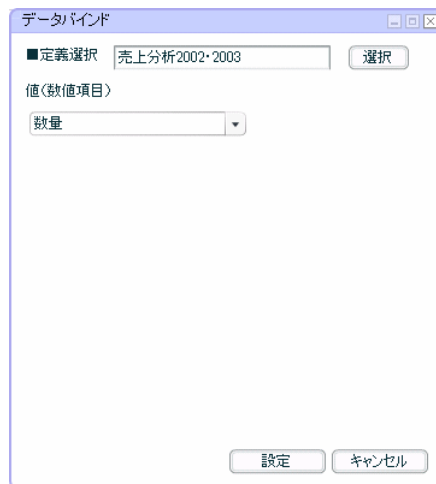 データバインド
■定義選択 売上分析2002・2003 選択
値(数値項目)
数量
設定 キャンセル